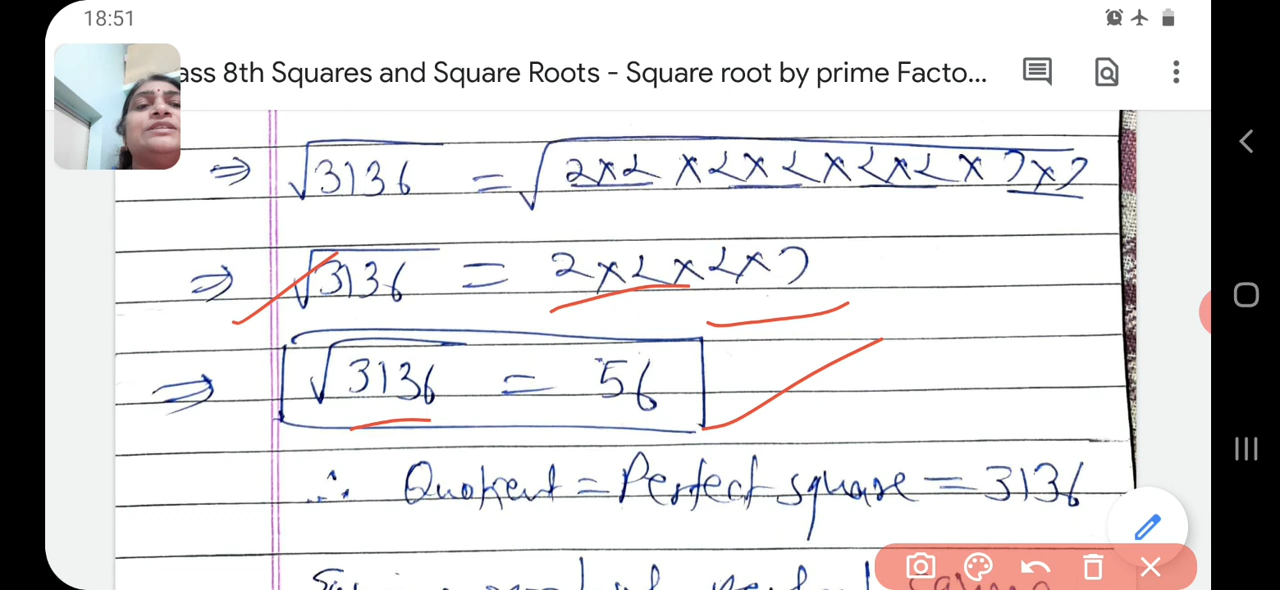 18:51
ass 8th Squares and Square Roots - Square root by prime Facto...
⇒ √3136 = √2×2×2×2×2×2×7×7
⇒ √3136 = 2×2×2×7
⇒ √3136 = 56
∴ Quotient = Perfect square = 3136